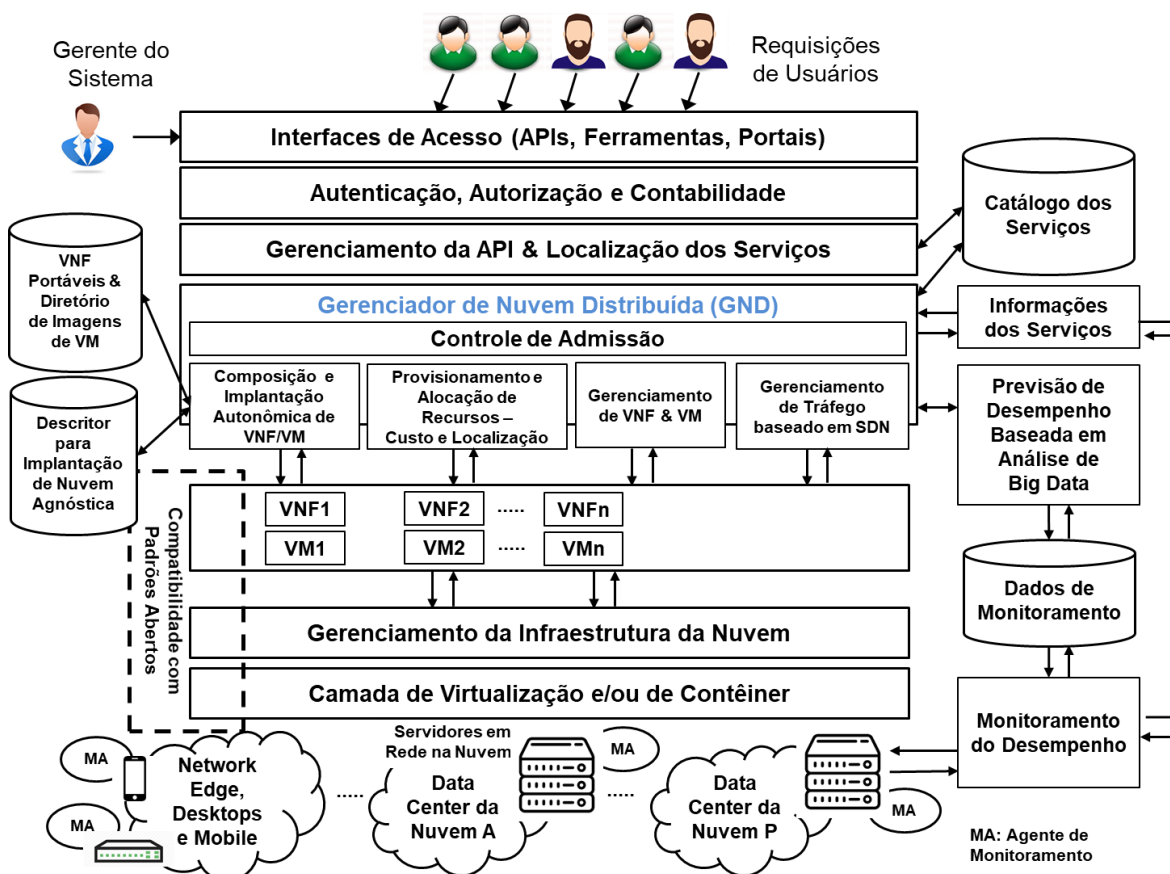 Gerente do
Sistema
Requisições
de Usuários
Interfaces de Acesso (APIs, Ferramentas, Portais)
Autenticação, Autorização e Contabilidade
Gerenciamento da API & Localização dos Serviços
Catálogo dos
Serviços
VNF
Portáveis &
Diretório
de Imagens
de VM
Gerenciador de Nuvem Distribuída (GND)
Controle de Admissão
Informações
dos Serviços
Composição e
Implantação
Autonômica de
VNF/VM
Provisionamento e
Alocação de
Recursos –
Custo e Localização
Gerenciamento
de VNF & VM
Gerenciamento
de Tráfego
baseado em SDN
Previsão de
Desempenho
Baseada em
Análise de
Big Data
Descritor
para
Implantação
de Nuvem
Agnóstica
Compatibilidade com
Padrões Abertos
VNF1
VNF2
.....
VNFn
VM1
VM2
.....
VMn
Dados de
Monitoramento
Gerenciamento da Infraestrutura da Nuvem
Camada de Virtualização e/ou de Contêiner
Monitoramento
do Desempenho
MA
MA
Network
Edge,
Desktops
e Mobile
.....
Servidores em
Rede na Nuvem
Data
Center da
Nuvem A
MA
.....
Data
Center da
Nuvem P
MA
MA: Agente de
Monitoramento